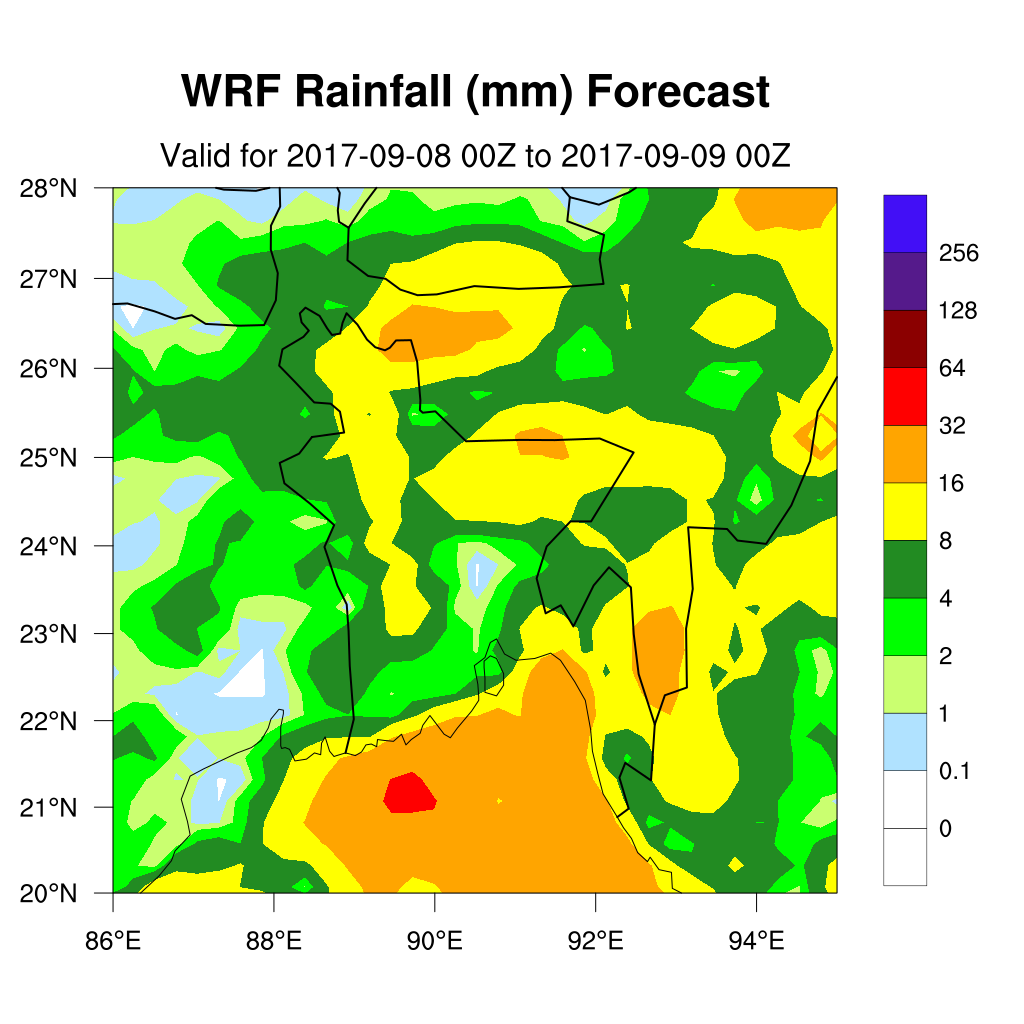 WRF Rainfall (mm) Forecast
Valid for 2017-09-08 00Z to 2017-09-09 00Z
28°N
27°N
26°N
25°N
24°N
23°N
22°N
21°N
20°N
86°E 88°E 90°E 92°E 94°E
256
128
64
32
16
8
4
2
1
0.1
0